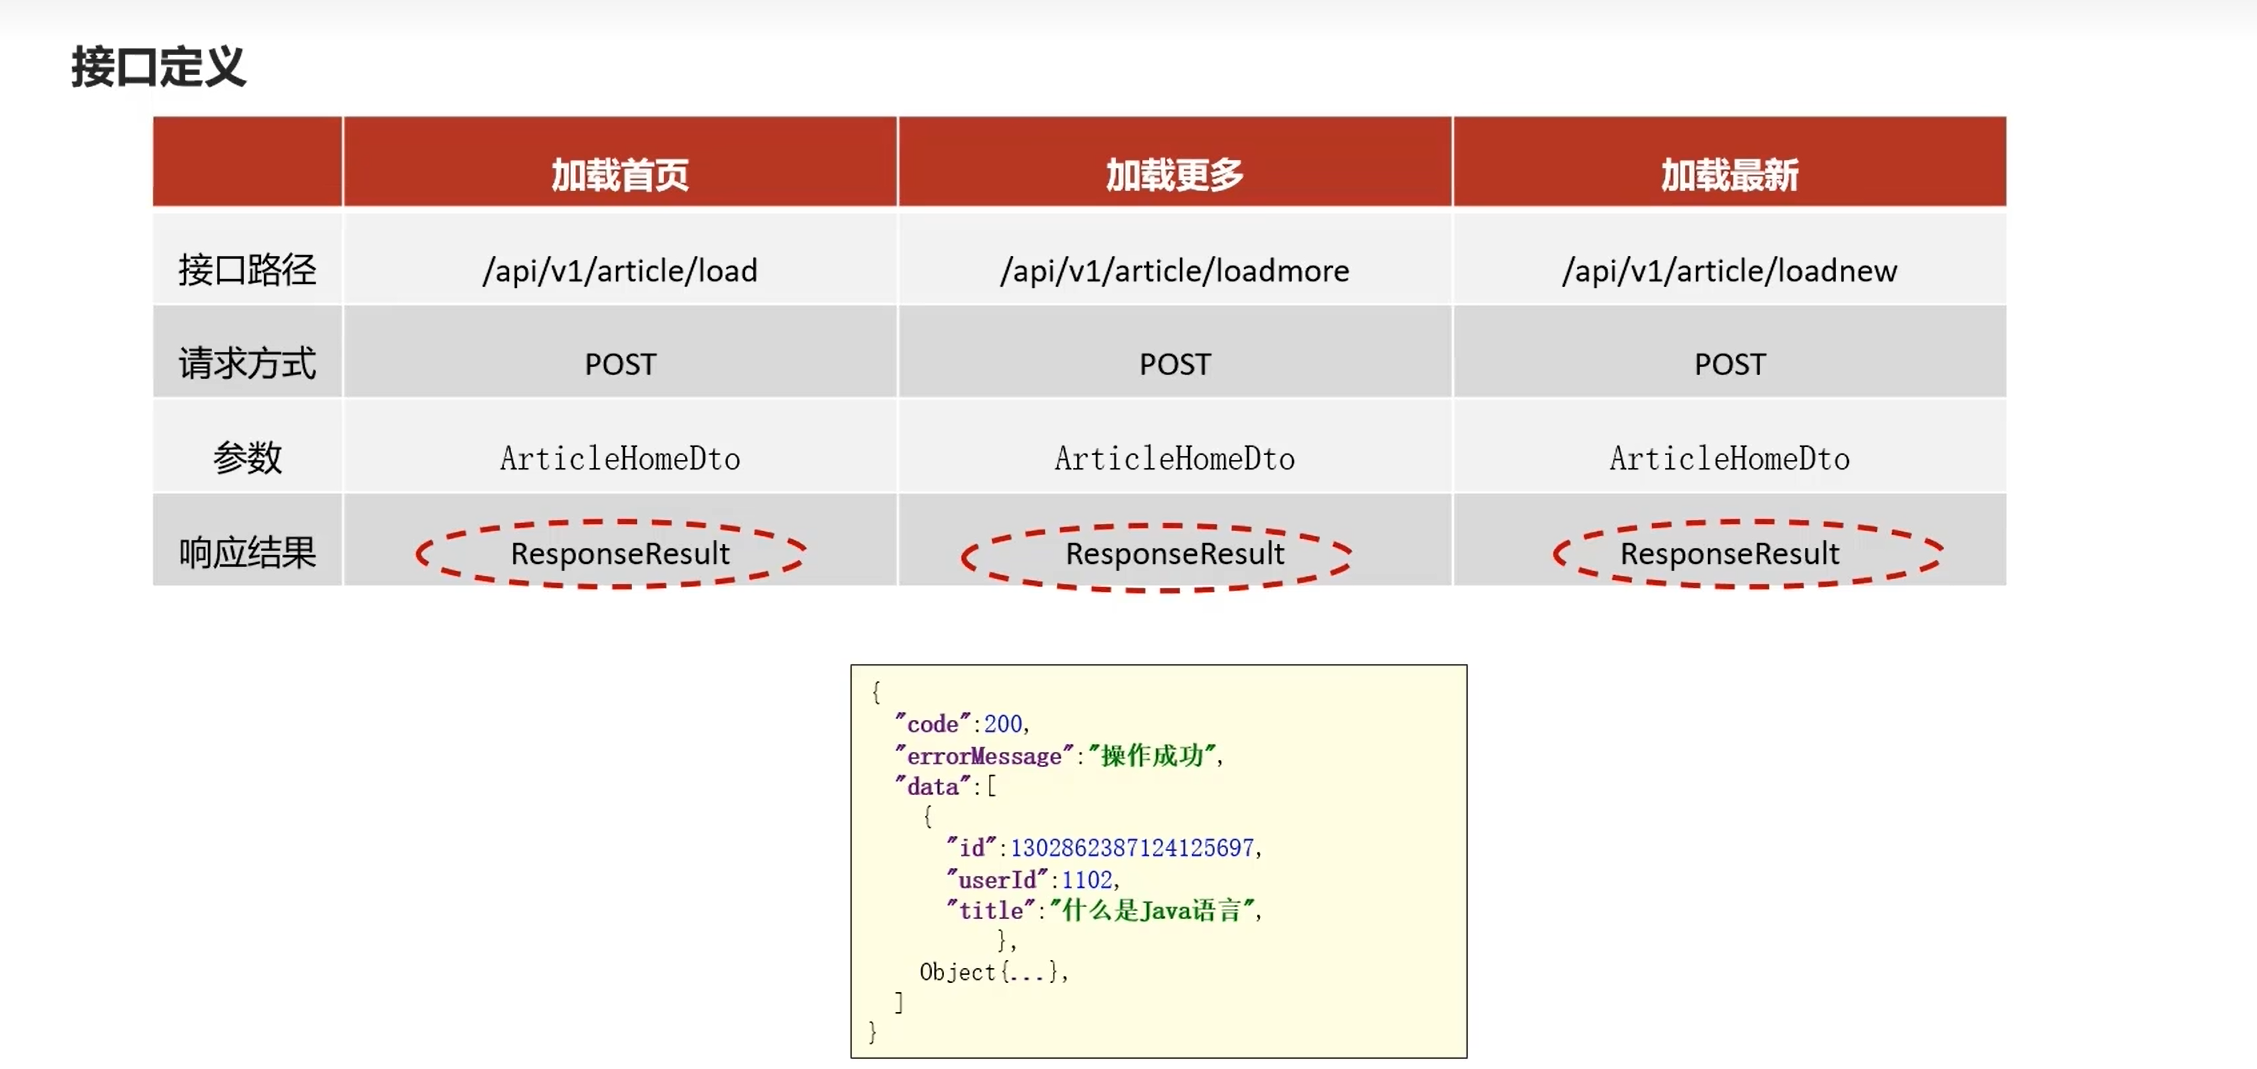 接口定义
加载首页 加载更多 加载最新
接口路径 /api/v1/article/load /api/v1/article/loadmore /api/v1/article/loadnew
请求方式 POST POST POST
参数 ArticleHomeDto ArticleHomeDto ArticleHomeDto
响应结果 ResponseResult ResponseResult ResponseResult
{
"code":200,
"errorMessage":"操作成功",
"data":[
{
"id":1302862387124125697,
"userId":1102,
"title":"什么是Java语言",
},
Object{...},
]
}